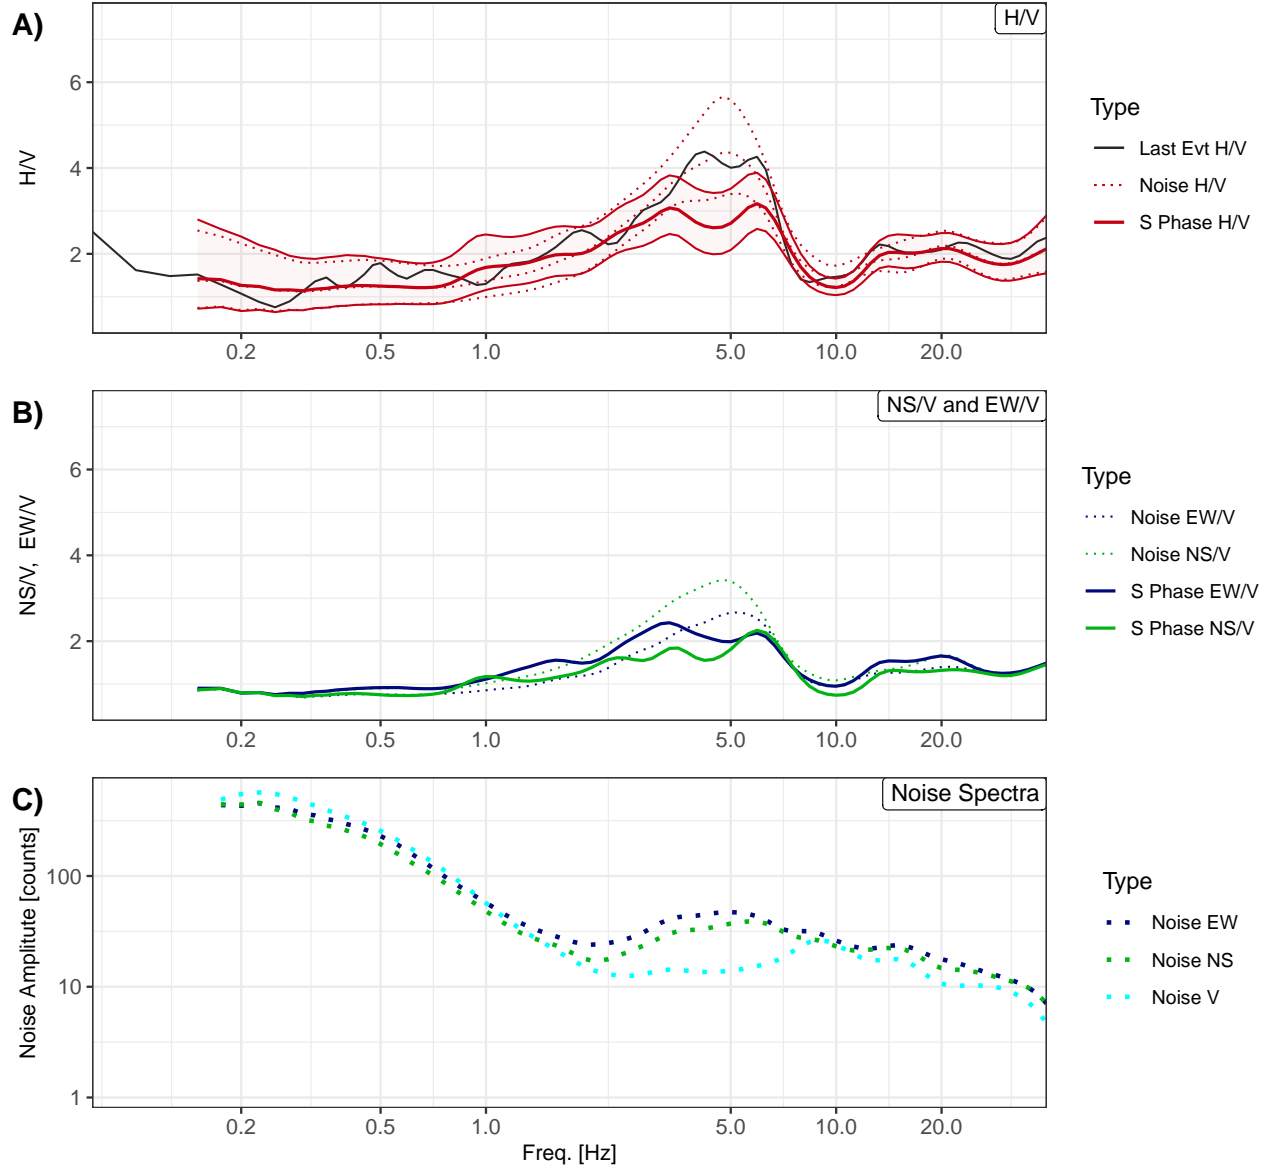 A)
H/V
6
4
2
H/V
0.2 0.5 1.0 5.0 10.0 20.0
Type
Last Evt H/V
Noise H/V
S Phase H/V
B)
NS/V and EW/V
6
4
2
NS/V, EW/V
0.2 0.5 1.0 5.0 10.0 20.0
Type
Noise EW/V
Noise NS/V
S Phase EW/V
S Phase NS/V
C)
Noise Spectra
100
10
1
Noise Amplitute [counts]
0.2 0.5 1.0 5.0 10.0 20.0
Freq. [Hz]
Type
Noise EW
Noise NS
Noise V